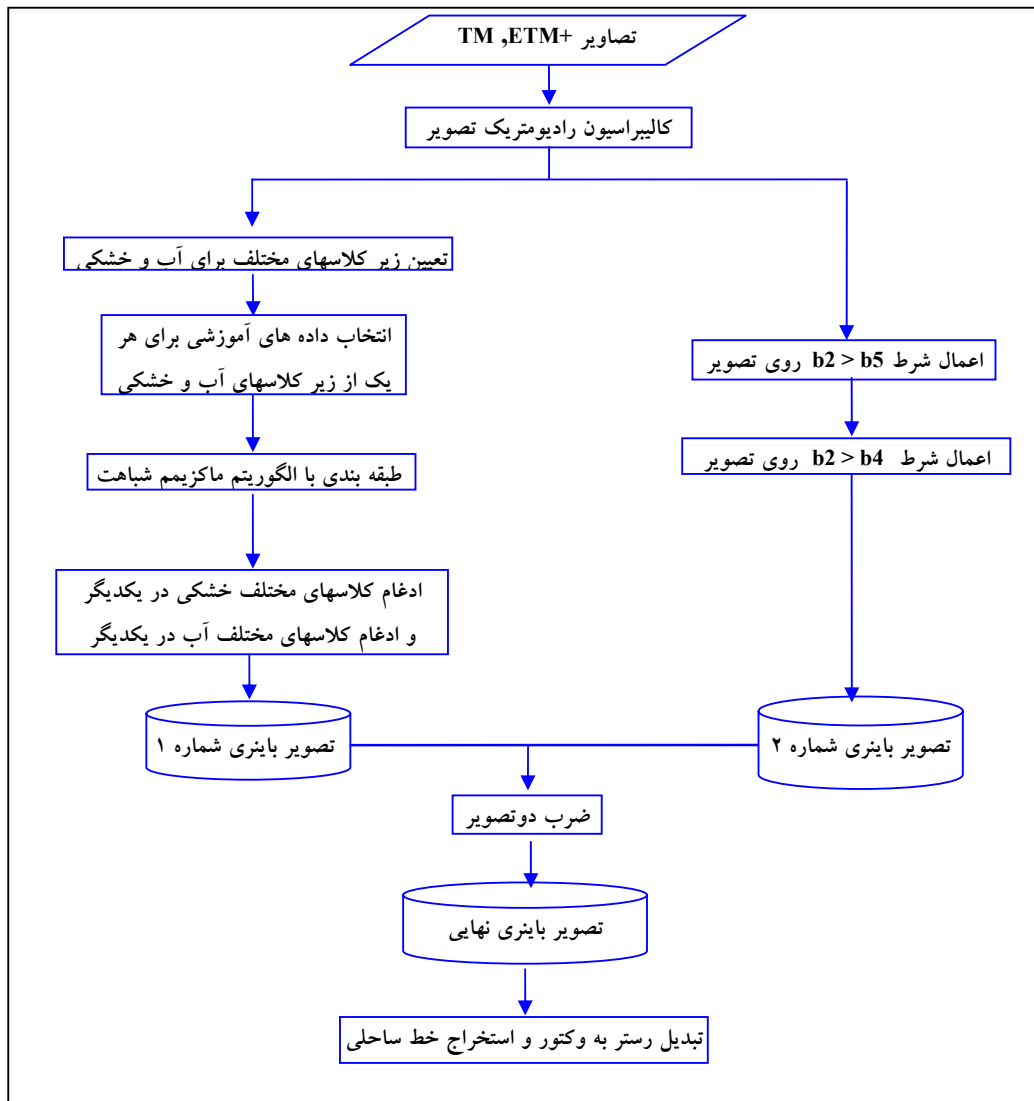 تصاویر TM ,ETM+
کالیبراسیون رادیومتریک تصویر
تعیین زیر کلاسهای مختلف برای آب و خشکی
انتخاب داده های آموزشی برای هر
یک از زیر کلاسهای آب و خشکی
طبقه بندی با الگوریتم ماکزیمم شباهت
ادغام کلاسهای مختلف خشکی در یکدیگر
و ادغام کلاسهای مختلف آب در یکدیگر
تصویر باینری شماره ۱
اعمال شرط b2 > b5 روی تصویر
اعمال شرط b2 > b4 روی تصویر
تصویر باینری شماره ۲
ضرب دوتصویر
تصویر باینری نهایی
تبدیل رستر به وکتور و استخراج خط ساحلی